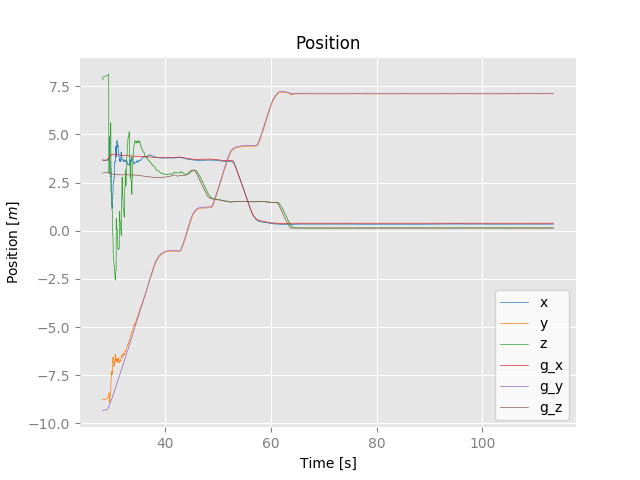 Position
Position [m]
7.5
5.0
2.5
0.0
−2.5
−5.0
−7.5
−10.0
x
y
z
g_x
g_y
g_z
40
60
80
100
Time [s]